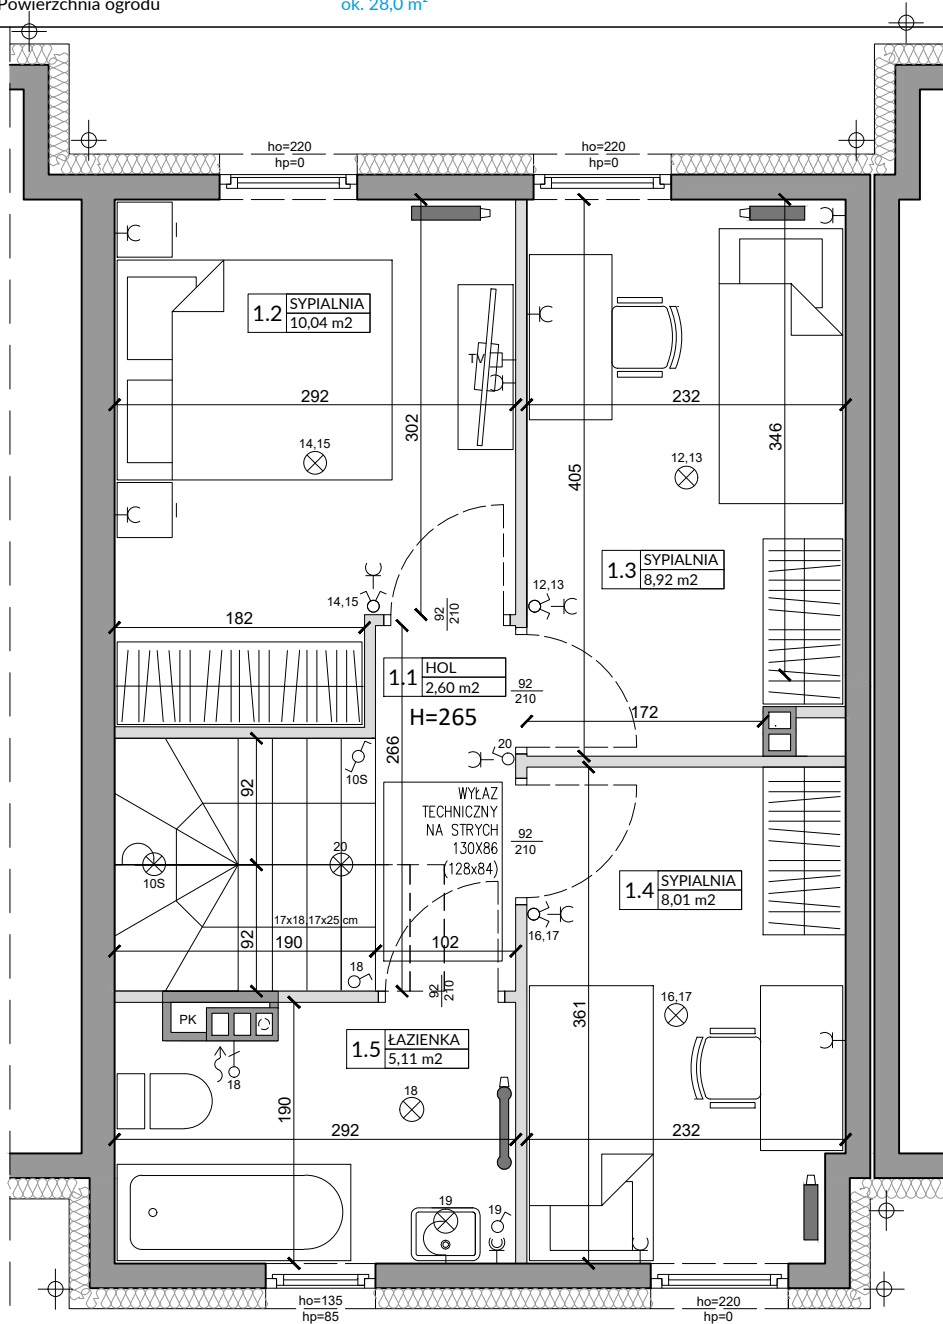 Powierzchnia ogrodu ok. 28,0 m²
ho=220
hp=0
ho=220
hp=0
1.2 SYPIALNIA
10,04 m2
TV
292
232
302
346
14,15
12,13
405
1.3 SYPIALNIA
8,92 m2
14,15
92
210
12,13
182
1.1 HOL
2,60 m2
92
210
H=265
172
10S
266
20
92
WYŁAZ
TECHNICZNY
NA STRYCH
130X86
(128x84)
92
210
20
10S
1.4 SYPIALNIA
8,01 m2
17x18,17x25 cm
16,17
92
190
102
18
92
210
16,17
361
PK
1.5 ŁAZIENKA
5,11 m2
18
18
190
292
232
19
19
ho=135
hp=85
ho=220
hp=0